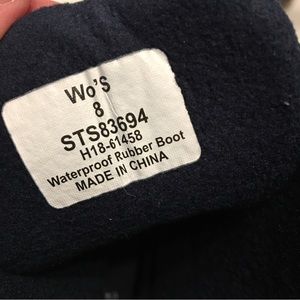 Wo's
8
STS83694
H18-61458
Waterproof Rubber Boot
MADE IN CHINA